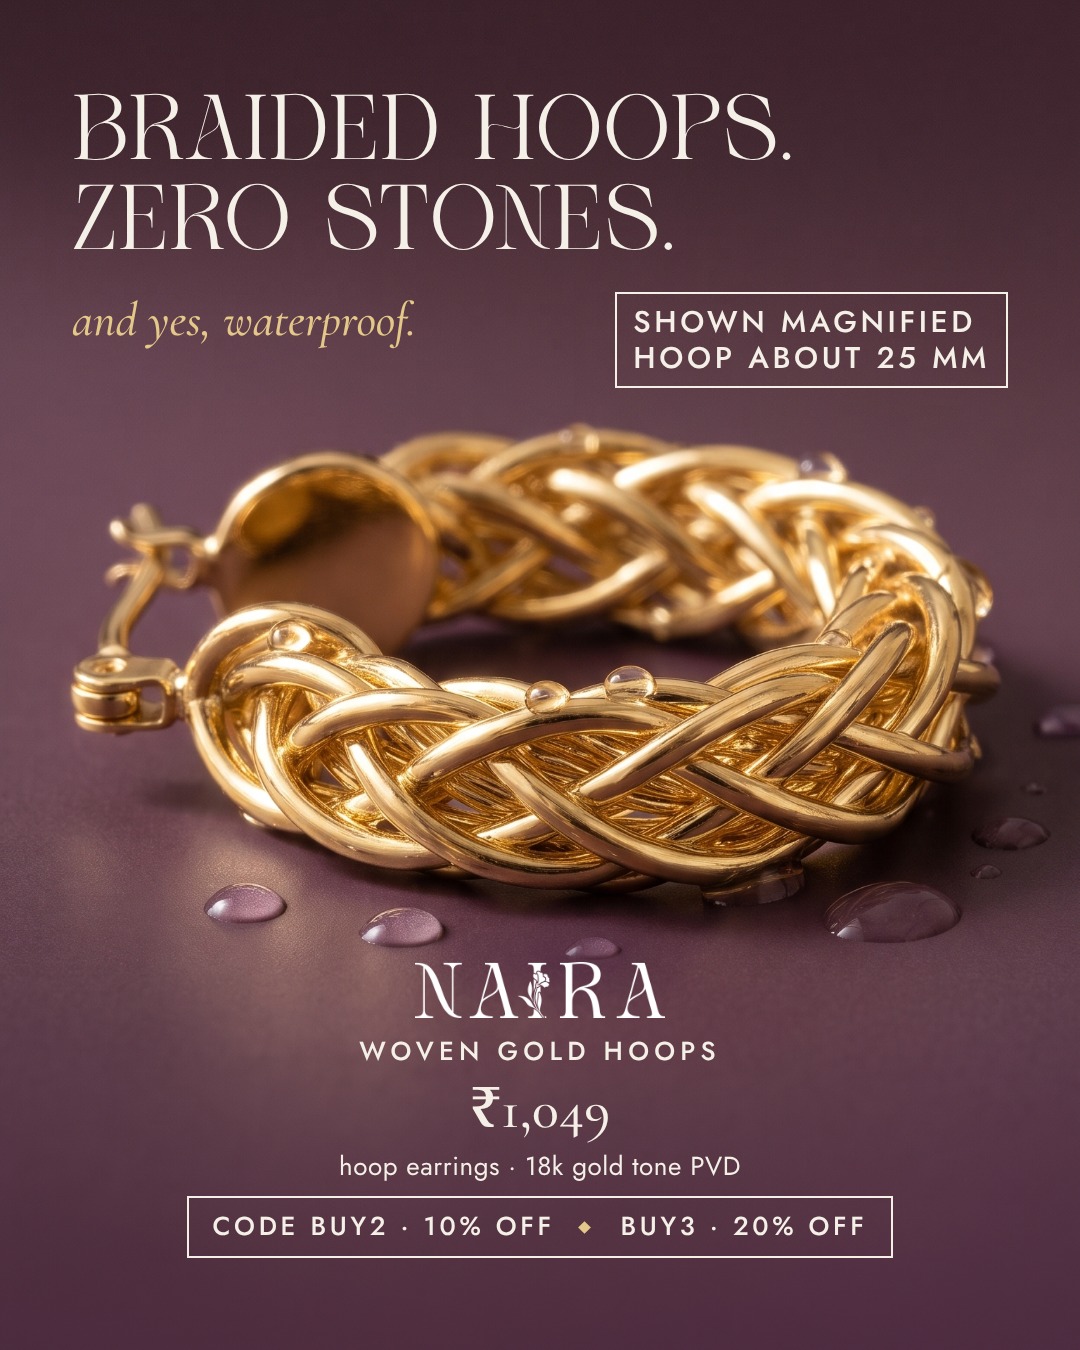 BRAIDED HOOPS.
ZERO STONES.
and yes, waterproof.
SHOWN MAGNIFIED
HOOP ABOUT 25 MM
NAIRA
WOVEN GOLD HOOPS
₹1,049
hoop earrings · 18k gold tone PVD
CODE BUY2 · 10% OFF ◆ BUY3 · 20% OFF